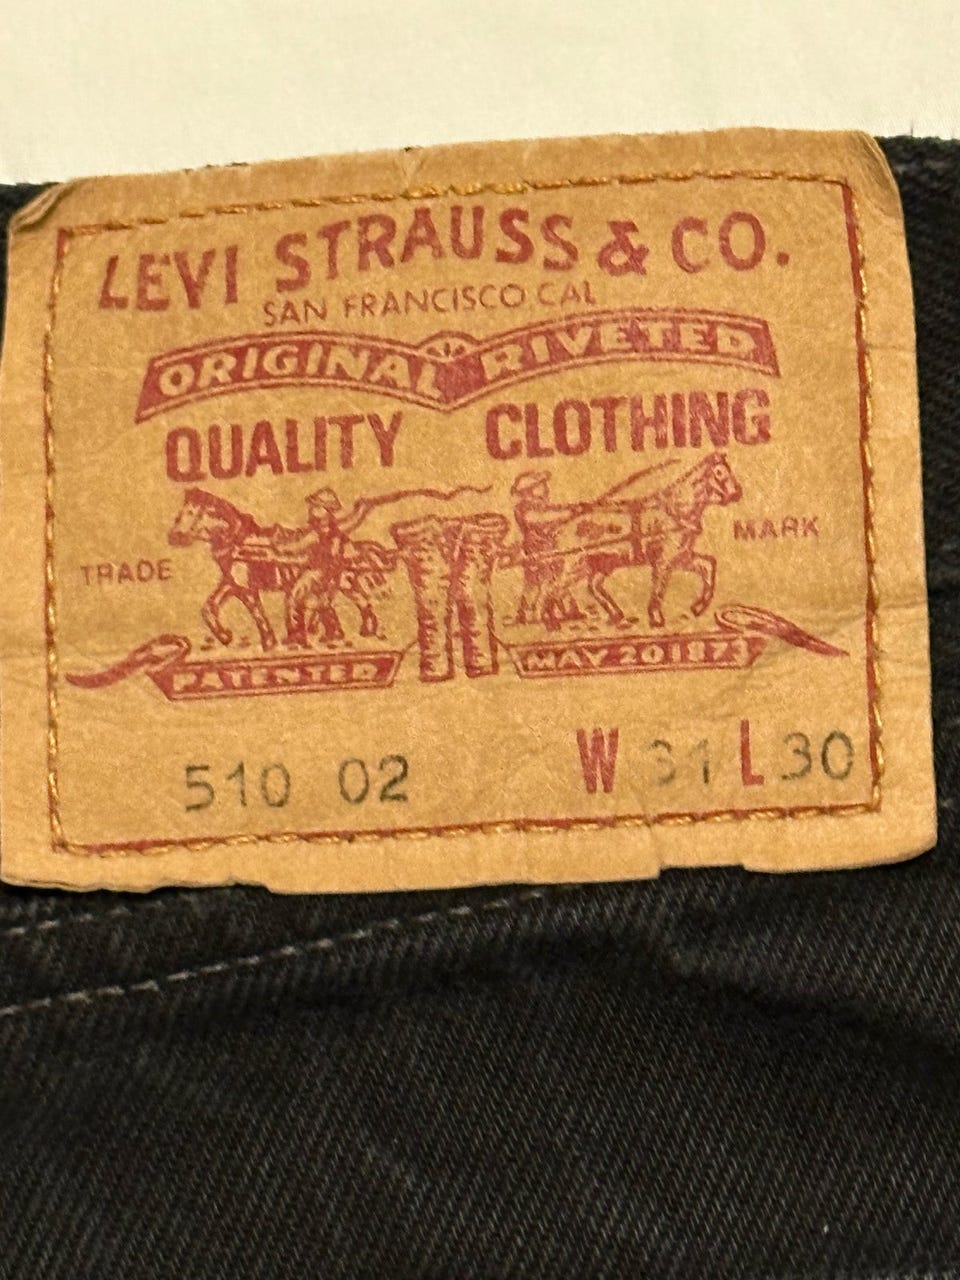 LEVI STRAUSS & CO.
SAN FRANCISCO CAL
ORIGINAL RIVETED
QUALITY CLOTHING
TRADE MARK
PATENTED MAY 20 1873
510 02 W 31 L 30